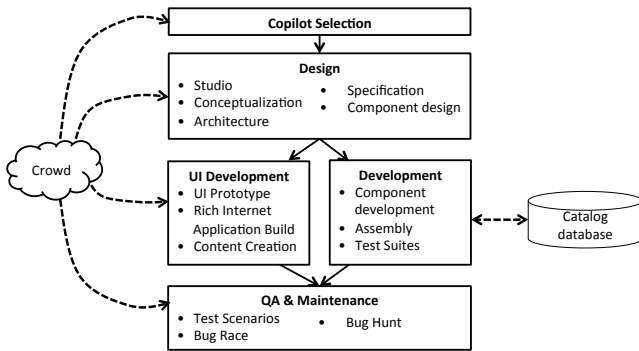 Copilot Selection
Design
• Studio
• Conceptualization
• Architecture
• Specification
• Component design
Crowd
UI Development
• UI Prototype
• Rich Internet
Application Build
• Content Creation
Development
• Component
development
• Assembly
• Test Suites
Catalog
database
QA & Maintenance
• Test Scenarios
• Bug Race
• Bug Hunt